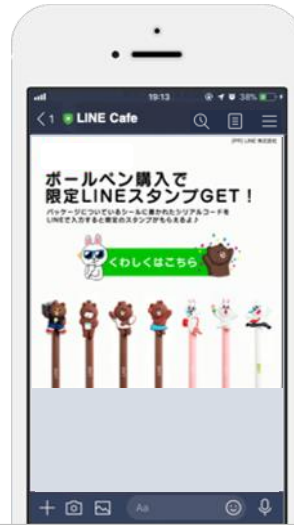 19:13
38%
1 LINE Cafe
[PR] LINE 株式会社
ボールペン購入で
限定LINEスタンプGET！
パッケージについているシールに書かれたシリアルコードを
LINEで入力すると限定のスタンプがもらえるよ♪
くわしくはこちら
Aa